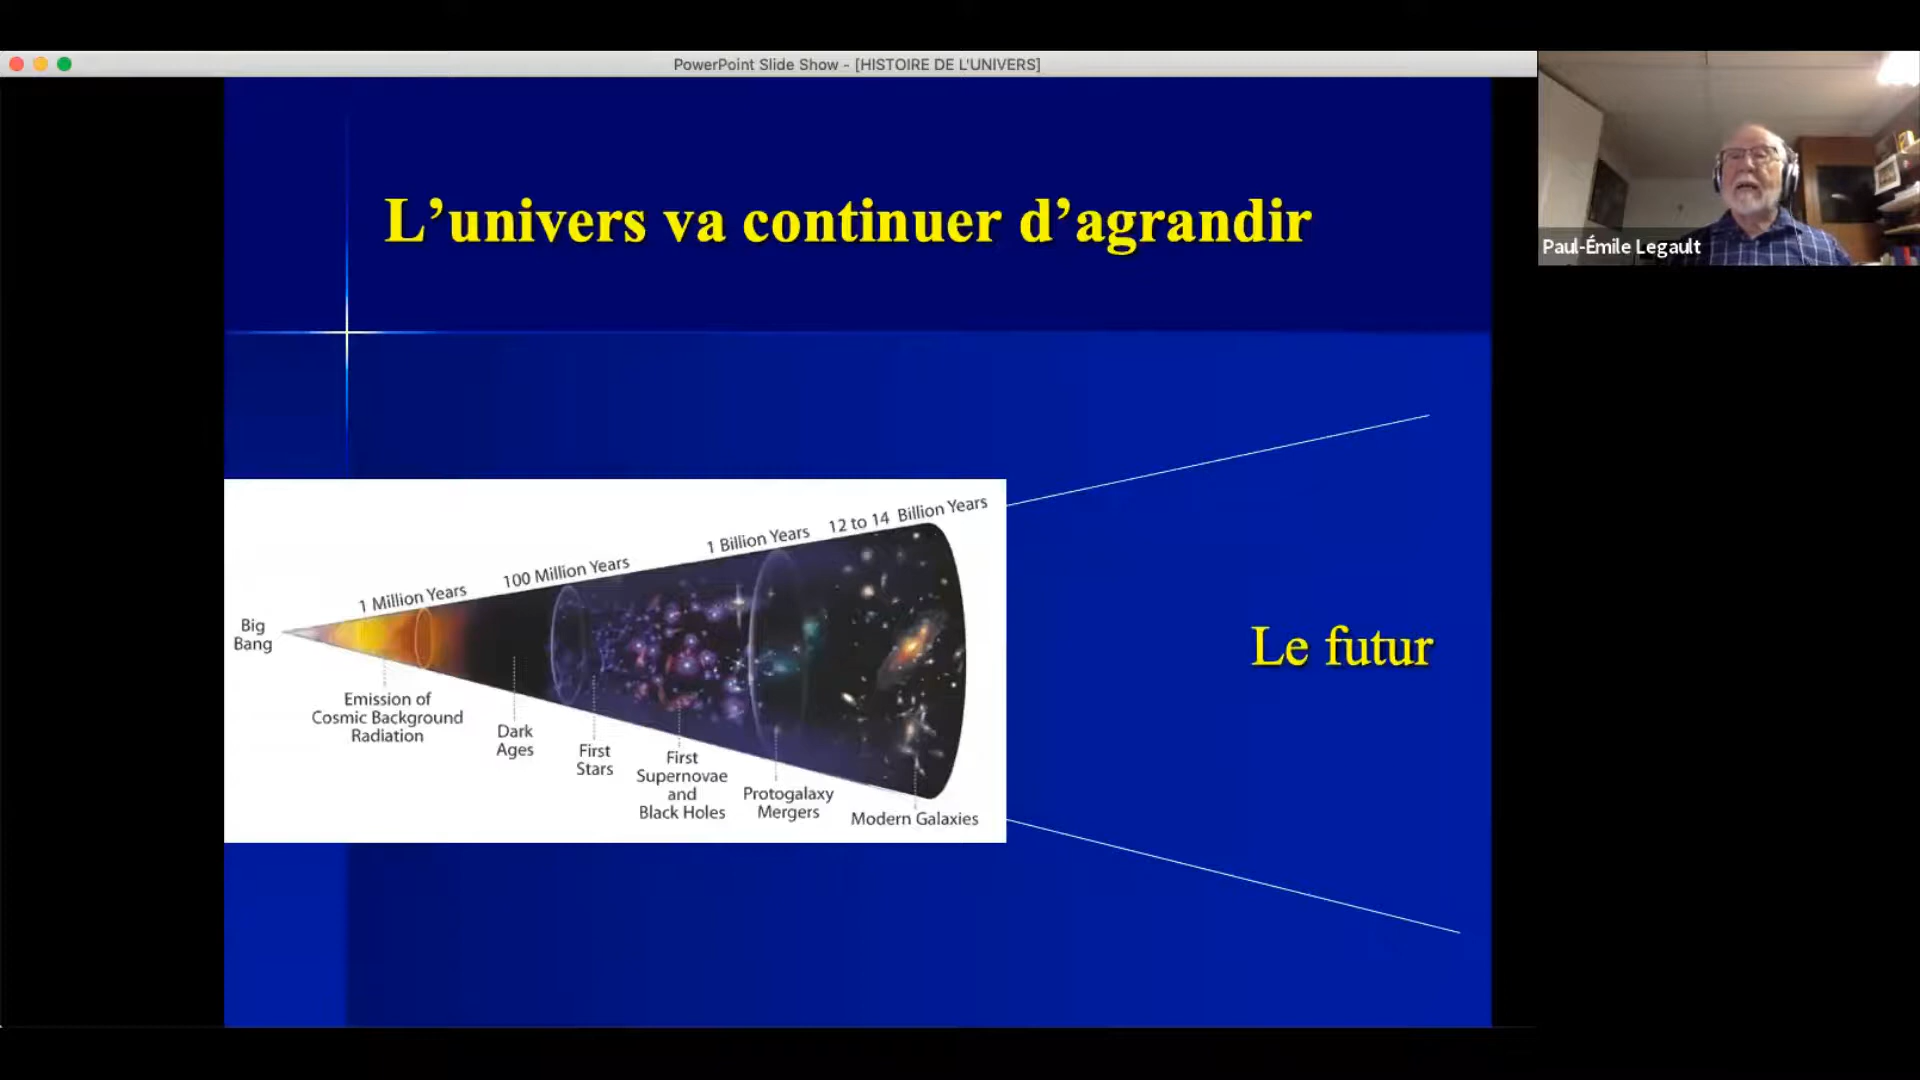 PowerPoint Slide Show - [HISTOIRE DE L'UNIVERS]
Paul-Émile Legault
L’univers va continuer d’agrandir
12 to 14 Billion Years
1 Billion Years
100 Million Years
1 Million Years
Big
Bang
Le futur
Emission of
Cosmic Background
Radiation
Dark
Ages
First
Stars
First
Supernovae
and
Black Holes
Protogalaxy
Mergers
Modern Galaxies